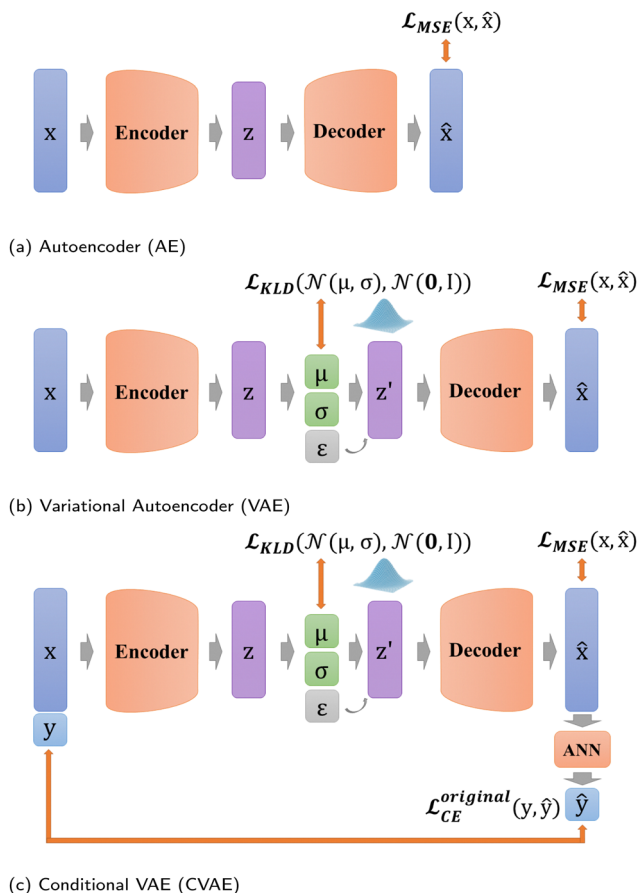 𝓛_MSE(x, x̂)
x Encoder z Decoder x̂
(a) Autoencoder (AE)
𝓛_KLD(𝒩(μ, σ), 𝒩(𝟎, I)) 𝓛_MSE(x, x̂)
x Encoder z μ z' Decoder x̂
σ
ε
(b) Variational Autoencoder (VAE)
𝓛_KLD(𝒩(μ, σ), 𝒩(𝟎, I)) 𝓛_MSE(x, x̂)
x Encoder z μ z' Decoder x̂
σ
ε
y
ANN
𝓛_CE^original(y, ŷ) ŷ
(c) Conditional VAE (CVAE)